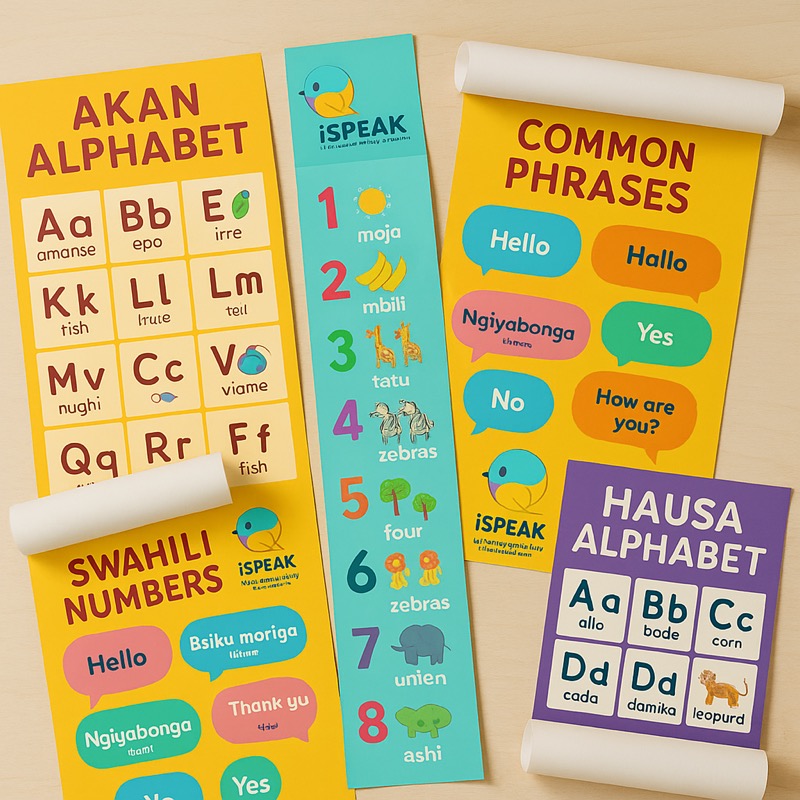 AKAN
ALPHABET
Aa
amanse
Bb
epo
E
irre
Kk
tish
Ll
Lm
teil
Mv
nughi
Cc
V
viame
Qq
Rr
Ff
fish
iSPEAK
1
moja
2
mbili
3
tatu
4
zebras
5
four
6
zebras
7
unien
8
ashi
COMMON
PHRASES
Hello
Hallo
Ngiyabonga
Yes
No
How are
you?
iSPEAK
SWAHILI
NUMBERS
iSPEAK
Hello
Bsiku moriga
Ngiyabonga
Thank yu
Yes
HAUSA
ALPHABET
Aa
allo
Bb
bode
Cc
corn
Dd
cada
Dd
damika
leopurd